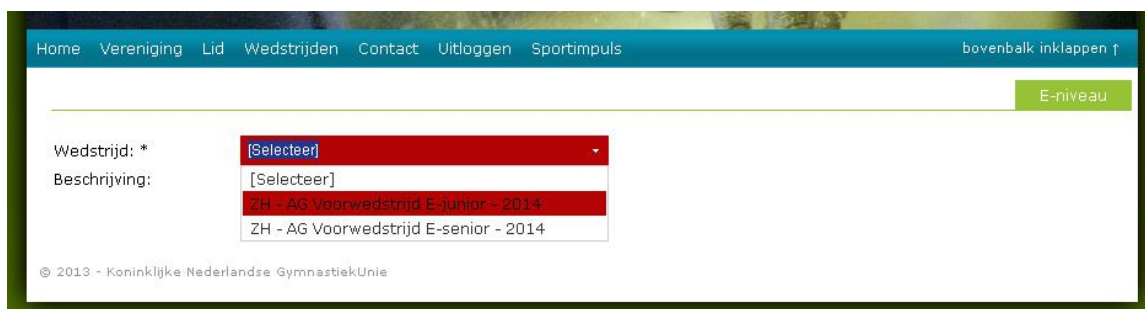 Home Vereniging Lid Wedstrijden Contact Uitloggen Sportimpuls bovenbalk inklappen ↑
E-niveau
Wedstrijd: * [Selecteer]
Beschrijving: [Selecteer]
ZH - AG Voorwedstrijd E-junior - 2014
ZH - AG Voorwedstrijd E-senior - 2014
© 2013 - Koninklijke Nederlandse GymnastiekUnie